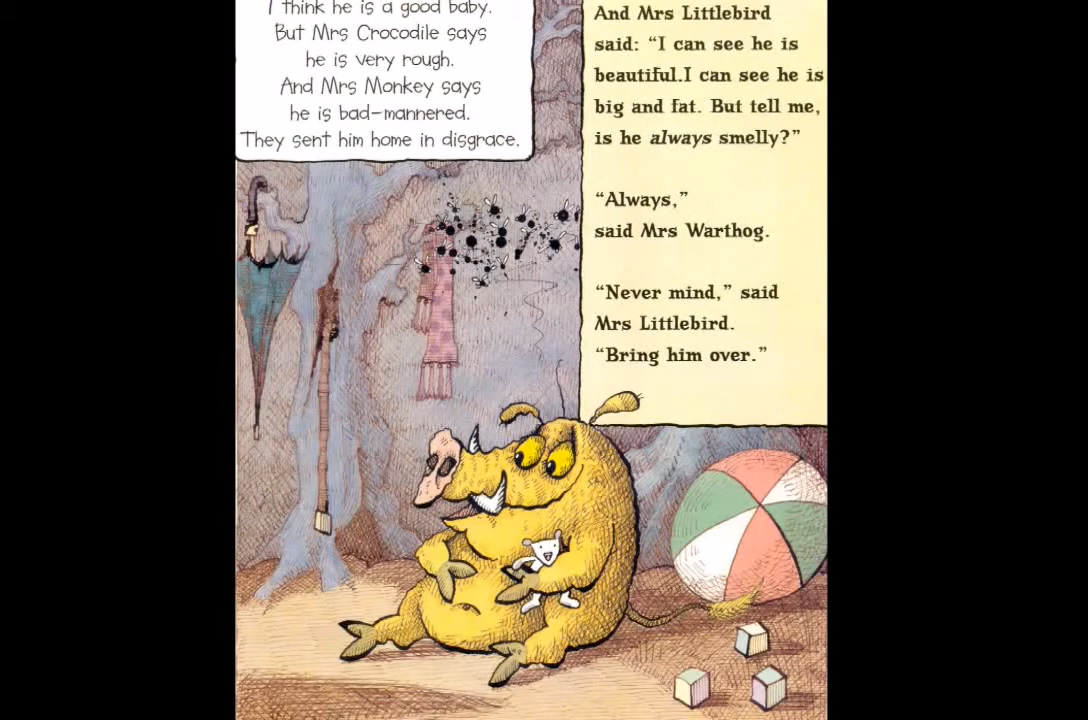 I think he is a good baby.
But Mrs Crocodile says
he is very rough.
And Mrs Monkey says
he is bad-mannered.
They sent him home in disgrace.
And Mrs Littlebird
said: “I can see he is
beautiful.I can see he is
big and fat. But tell me,
is he always smelly?”
“Always,”
said Mrs Warthog.
“Never mind,” said
Mrs Littlebird.
“Bring him over.”